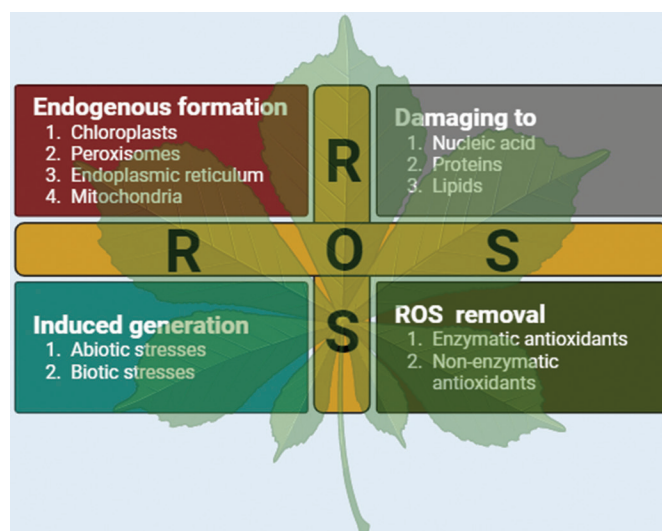 Endogenous formation
1. Chloroplasts
2. Peroxisomes
3. Endoplasmic reticulum
4. Mitochondria
R
Damaging to
1. Nucleic acid
2. Proteins
3. Lipids
R O S
Induced generation
1. Abiotic stresses
2. Biotic stresses
S
ROS removal
1. Enzymatic antioxidants
2. Non-enzymatic
antioxidants